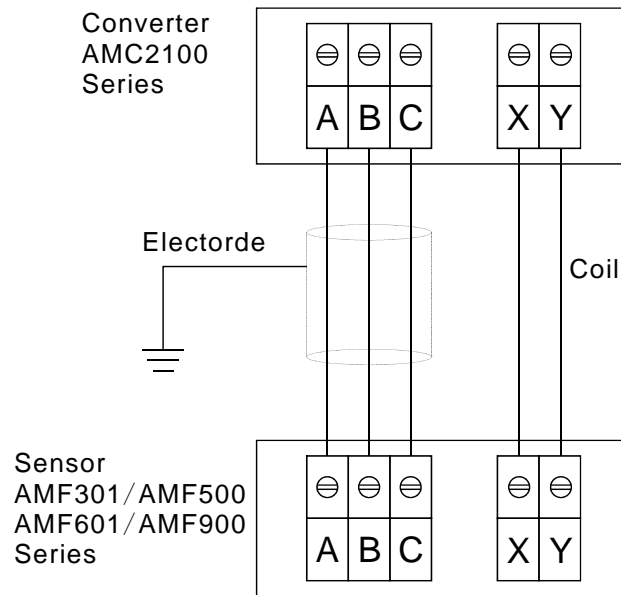 Converter
AMC2100
Series
A B C X Y
Electorde
Coil
Sensor
AMF301/AMF500
AMF601/AMF900
Series
A B C X Y